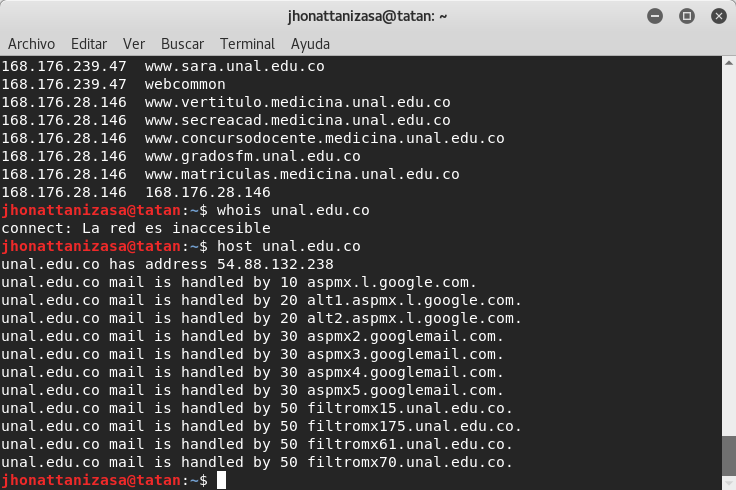 jhonattanizasa@tatan: ~
Archivo Editar Ver Buscar Terminal Ayuda
168.176.239.47  www.sara.unal.edu.co
168.176.239.47  webcommon
168.176.28.146  www.vertitulo.medicina.unal.edu.co
168.176.28.146  www.secreacad.medicina.unal.edu.co
168.176.28.146  www.concursodocente.medicina.unal.edu.co
168.176.28.146  www.gradosfm.unal.edu.co
168.176.28.146  www.matriculas.medicina.unal.edu.co
168.176.28.146  168.176.28.146
jhonattanizasa@tatan:~$ whois unal.edu.co
connect: La red es inaccesible
jhonattanizasa@tatan:~$ host unal.edu.co
unal.edu.co has address 54.88.132.238
unal.edu.co mail is handled by 10 aspmx.l.google.com.
unal.edu.co mail is handled by 20 alt1.aspmx.l.google.com.
unal.edu.co mail is handled by 20 alt2.aspmx.l.google.com.
unal.edu.co mail is handled by 30 aspmx2.googlemail.com.
unal.edu.co mail is handled by 30 aspmx3.googlemail.com.
unal.edu.co mail is handled by 30 aspmx4.googlemail.com.
unal.edu.co mail is handled by 30 aspmx5.googlemail.com.
unal.edu.co mail is handled by 50 filtromx15.unal.edu.co.
unal.edu.co mail is handled by 50 filtromx175.unal.edu.co.
unal.edu.co mail is handled by 50 filtromx61.unal.edu.co.
unal.edu.co mail is handled by 50 filtromx70.unal.edu.co.
jhonattanizasa@tatan:~$